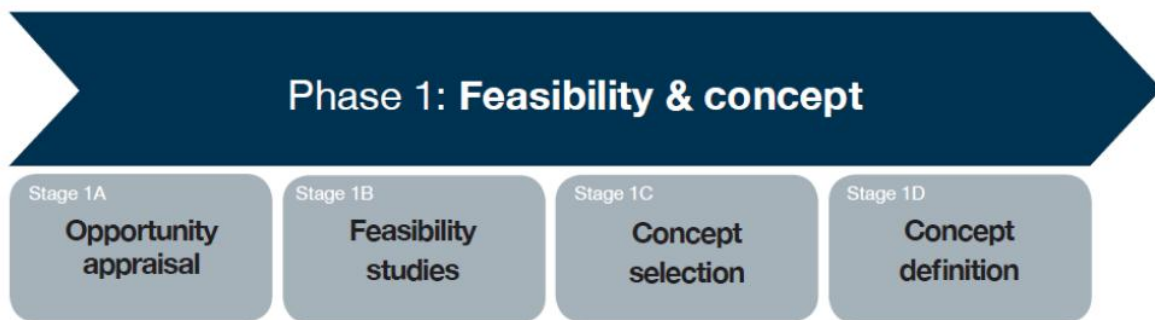 Phase 1: Feasibility & concept
Stage 1A
Opportunity
appraisal
Stage 1B
Feasibility
studies
Stage 1C
Concept
selection
Stage 1D
Concept
definition